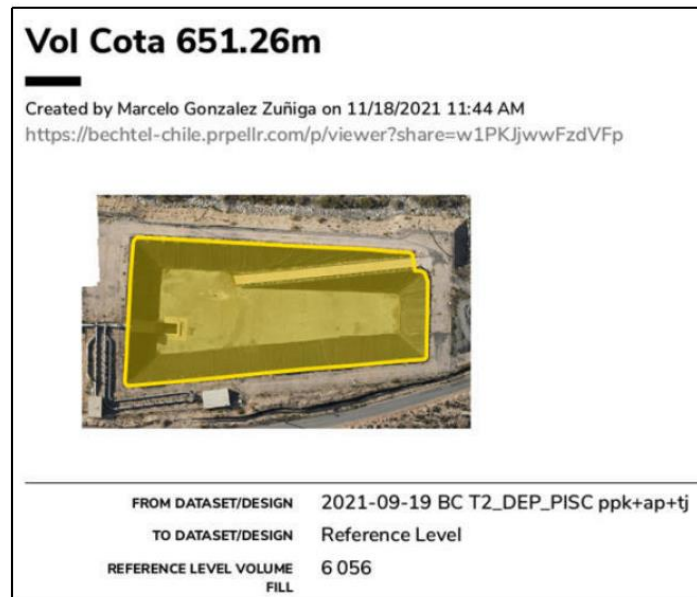 Vol Cota 651.26m
Created by Marcelo Gonzalez Zuñiga on 11/18/2021 11:44 AM
https://bechtel-chile.prpellr.com/p/viewer?share=w1PKJjwwFzdVFp
FROM DATASET/DESIGN 2021-09-19 BC T2_DEP_PISC ppk+ap+tj
TO DATASET/DESIGN Reference Level
REFERENCE LEVEL VOLUME 6 056
FILL